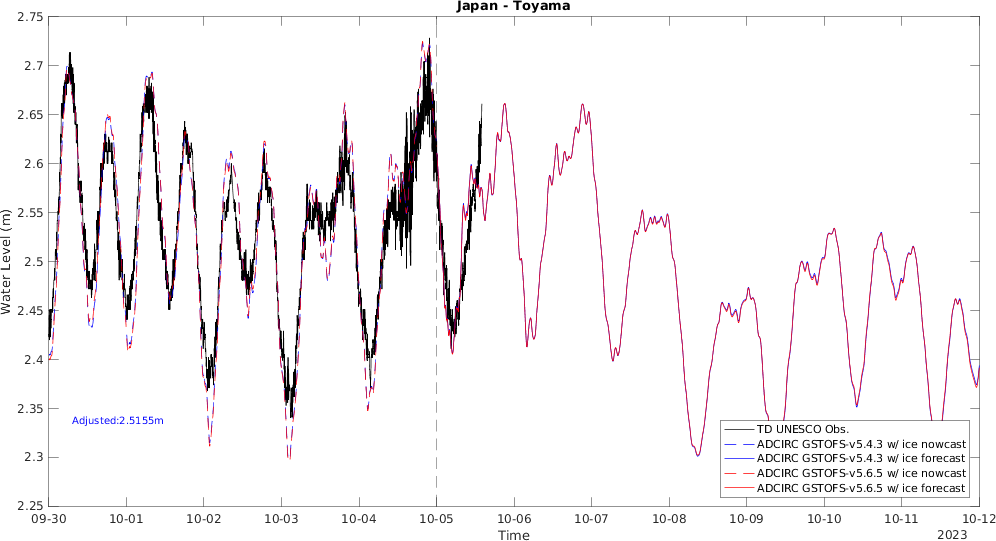 Japan - Toyama
2.75
2.7
2.65
2.6
2.55
2.5
2.45
2.4
2.35
2.3
2.25
Water Level (m)
Adjusted:2.5155m
TD UNESCO Obs.
ADCIRC GSTOFS-v5.4.3 w/ ice nowcast
ADCIRC GSTOFS-v5.4.3 w/ ice forecast
ADCIRC GSTOFS-v5.6.5 w/ ice nowcast
ADCIRC GSTOFS-v5.6.5 w/ ice forecast
09-30 10-01 10-02 10-03 10-04 10-05 10-06 10-07 10-08 10-09 10-10 10-11 10-12
Time
2023